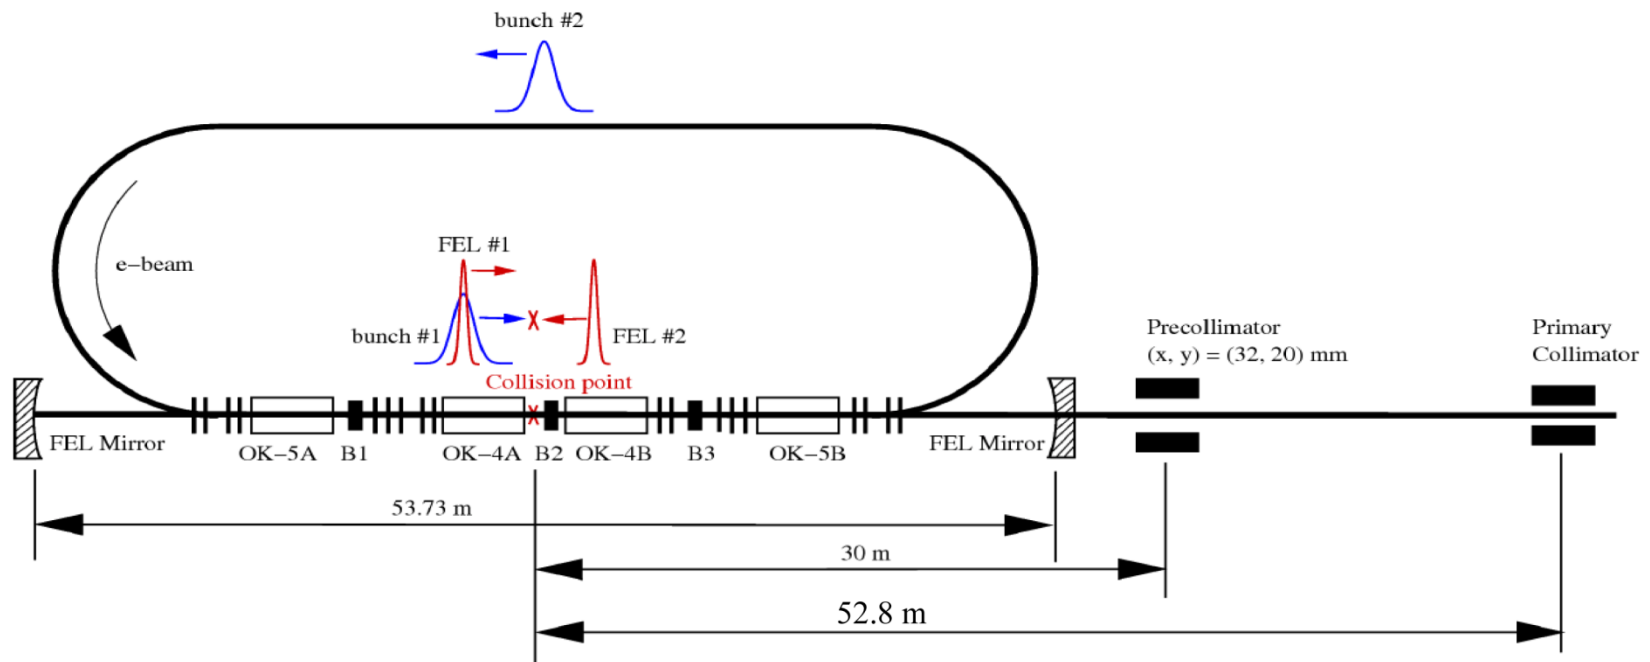 bunch #2
e−beam
FEL #1
bunch #1
X
FEL #2
Collision point
Precollimator
(x, y) = (32, 20) mm
Primary
Collimator
FEL Mirror
OK−5A
B1
OK−4A
X
B2
OK−4B
B3
OK−5B
FEL Mirror
53.73 m
30 m
52.8 m